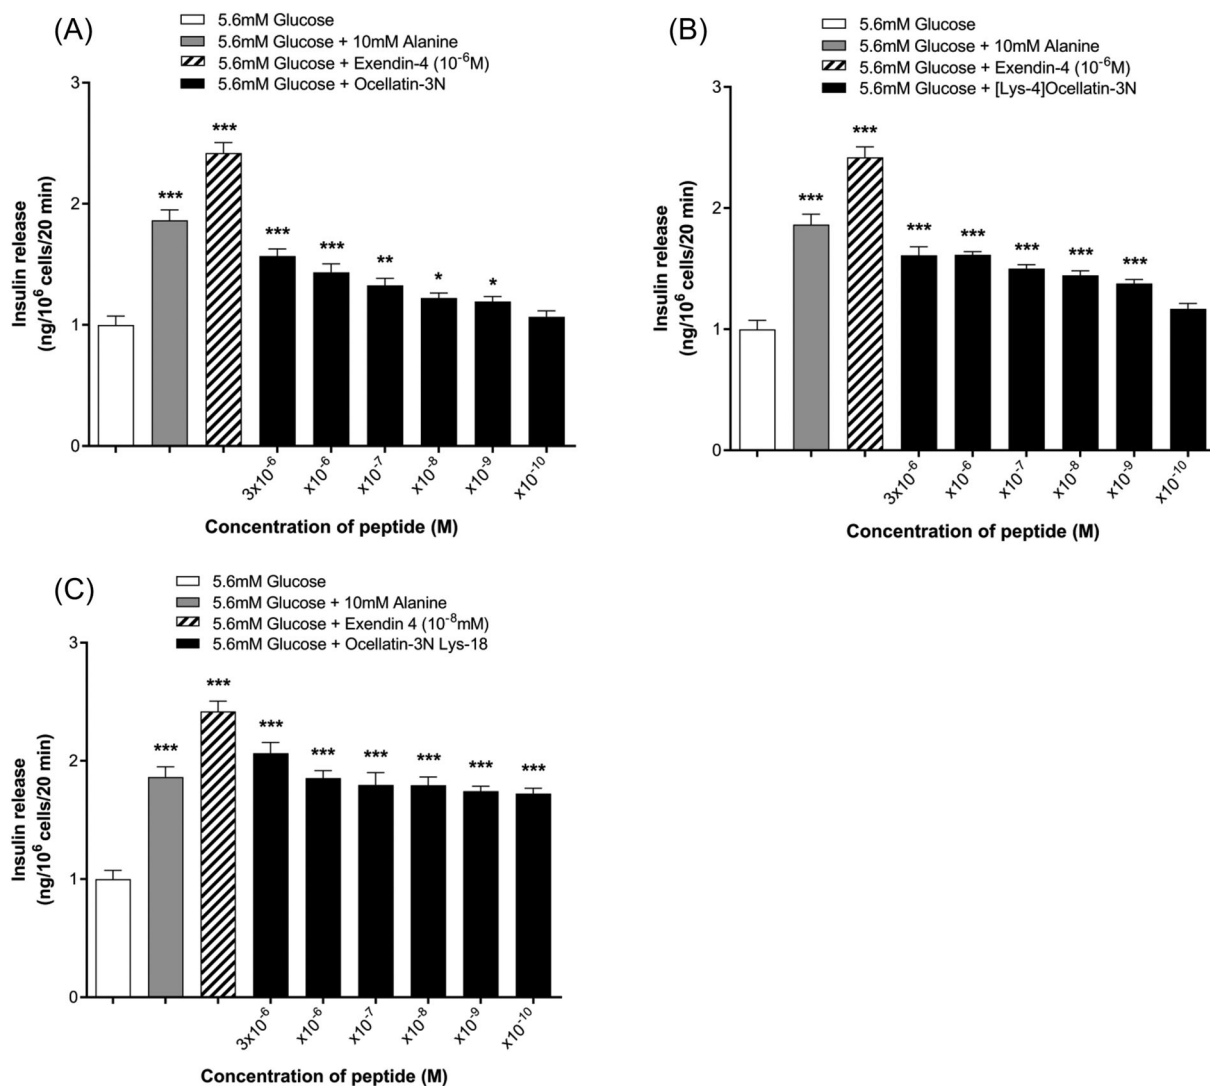 (A)
5.6mM Glucose
5.6mM Glucose + 10mM Alanine
5.6mM Glucose + Exendin-4 (10⁻⁶M)
5.6mM Glucose + Ocellatin-3N
Insulin release
(ng/10⁶ cells/20 min)
3
2
1
0
***
***
***
***
**
*
*
3x10⁻⁶
x10⁻⁶
x10⁻⁷
x10⁻⁸
x10⁻⁹
x10⁻¹⁰
Concentration of peptide (M)
(B)
5.6mM Glucose
5.6mM Glucose + 10mM Alanine
5.6mM Glucose + Exendin-4 (10⁻⁶M)
5.6mM Glucose + [Lys-4]Ocellatin-3N
Insulin release
(ng/10⁶ cells/20 min)
3
2
1
0
***
***
***
***
***
***
***
3x10⁻⁶
x10⁻⁶
x10⁻⁷
x10⁻⁸
x10⁻⁹
x10⁻¹⁰
Concentration of peptide (M)
(C)
5.6mM Glucose
5.6mM Glucose + 10mM Alanine
5.6mM Glucose + Exendin 4 (10⁻⁸mM)
5.6mM Glucose + Ocellatin-3N Lys-18
Insulin release
(ng/10⁶ cells/20 min)
3
2
1
0
***
***
***
***
***
***
***
***
3x10⁻⁶
x10⁻⁶
x10⁻⁷
x10⁻⁸
x10⁻⁹
x10⁻¹⁰
Concentration of peptide (M)